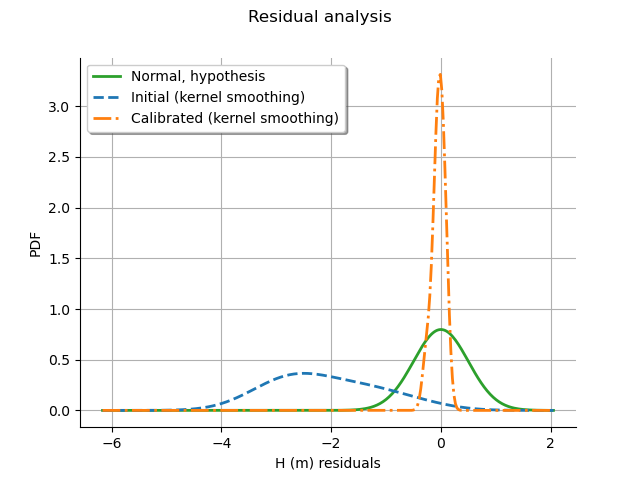 Residual analysis
Normal, hypothesis
Initial (kernel smoothing)
Calibrated (kernel smoothing)
3.0
2.5
2.0
1.5
1.0
0.5
0.0
PDF
−6
−4
−2
0
2
H (m) residuals